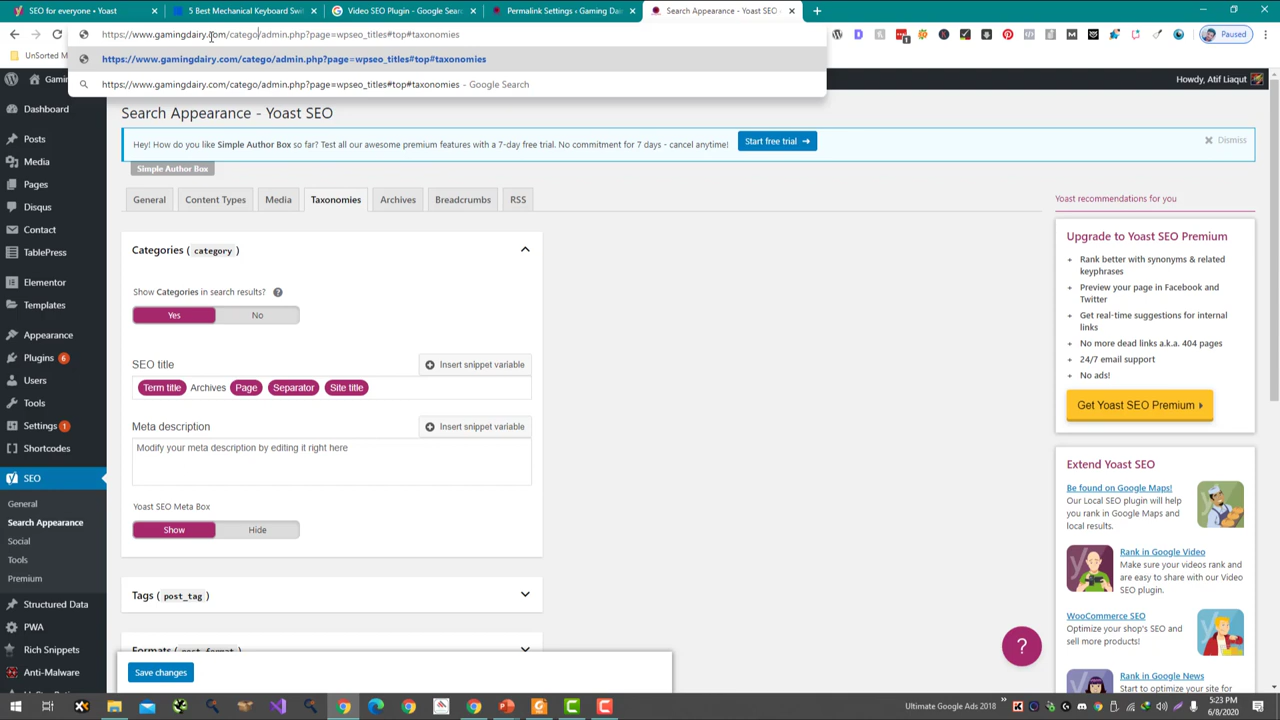 SEO for everyone • Yoast
5 Best Mechanical Keyboard Swit
Video SEO Plugin - Google Searc
Permalink Settings ‹ Gaming Dai
Search Appearance - Yoast SEO
https://www.gamingdairy.com/catego/admin.php?page=wpseo_titles#top#taxonomies
Paused
UnSorted M
https://www.gamingdairy.com/catego/admin.php?page=wpseo_titles#top#taxonomies
https://www.gamingdairy.com/catego/admin.php?page=wpseo_titles#top#taxonomies - Google Search
Gami
Howdy, Atif Liaqut
Dashboard
Posts
Media
Pages
Disqus
Contact
TablePress
Elementor
Templates
Appearance
Plugins 6
Users
Tools
Settings 1
Shortcodes
SEO
General
Search Appearance
Social
Tools
Premium
Structured Data
PWA
Rich Snippets
Anti-Malware
Search Appearance - Yoast SEO
Hey! How do you like Simple Author Box so far? Test all our awesome premium features with a 7-day free trial. No commitment for 7 days - cancel anytime!
Start free trial
Dismiss
Simple Author Box
General
Content Types
Media
Taxonomies
Archives
Breadcrumbs
RSS
Categories ( category )
Show Categories in search results?
Yes
No
SEO title
Insert snippet variable
Term title Archives Page Separator Site title
Meta description
Insert snippet variable
Modify your meta description by editing it right here
Yoast SEO Meta Box
Show
Hide
Tags ( post_tag )
Formats ( post_format )
Save changes
Yoast recommendations for you
Upgrade to Yoast SEO Premium
+ Rank better with synonyms & related
keyphrases
+ Preview your page in Facebook and
Twitter
+ Get real-time suggestions for internal
links
+ No more dead links a.k.a. 404 pages
+ 24/7 email support
+ No ads!
Get Yoast SEO Premium
Extend Yoast SEO
Be found on Google Maps!
Our Local SEO plugin will help
you rank in Google Maps and
local results.
Rank in Google Video
Make sure your videos rank and
are easy to share with our Video
SEO plugin.
WooCommerce SEO
Optimize your shop's SEO and
sell more products!
Rank in Google News
Start to optimize your site for
?
Ultimate Google Ads 2018
5:23 PM
6/8/2020